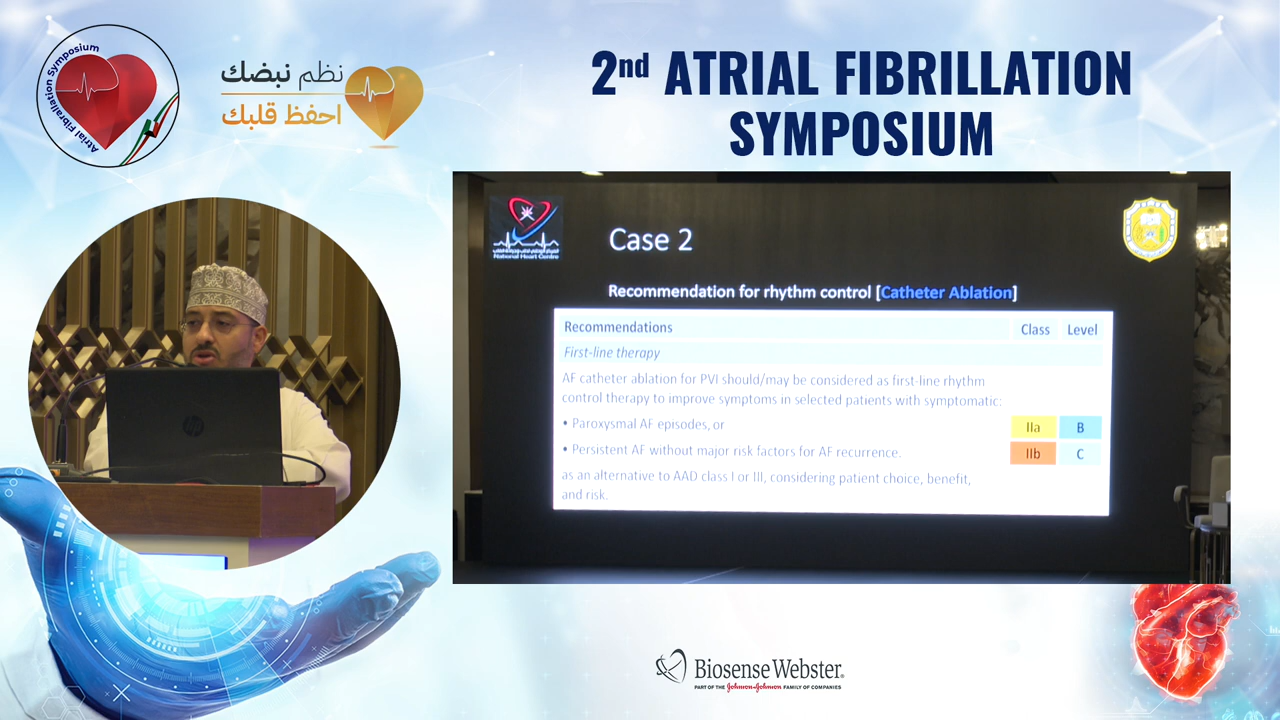 Atrial Fibrillation Symposium
نظم نبضك
احفظ قلبك
2nd ATRIAL FIBRILLATION
SYMPOSIUM
National Heart Centre
Case 2
Recommendation for rhythm control [Catheter Ablation]
Recommendations Class Level
First-line therapy
AF catheter ablation for PVI should/may be considered as first-line rhythm
control therapy to improve symptoms in selected patients with symptomatic:
• Paroxysmal AF episodes, or IIa B
• Persistent AF without major risk factors for AF recurrence. IIb C
as an alternative to AAD class I or III, considering patient choice, benefit,
and risk.
hp
Biosense Webster®
PART OF THE Johnson & Johnson FAMILY OF COMPANIES